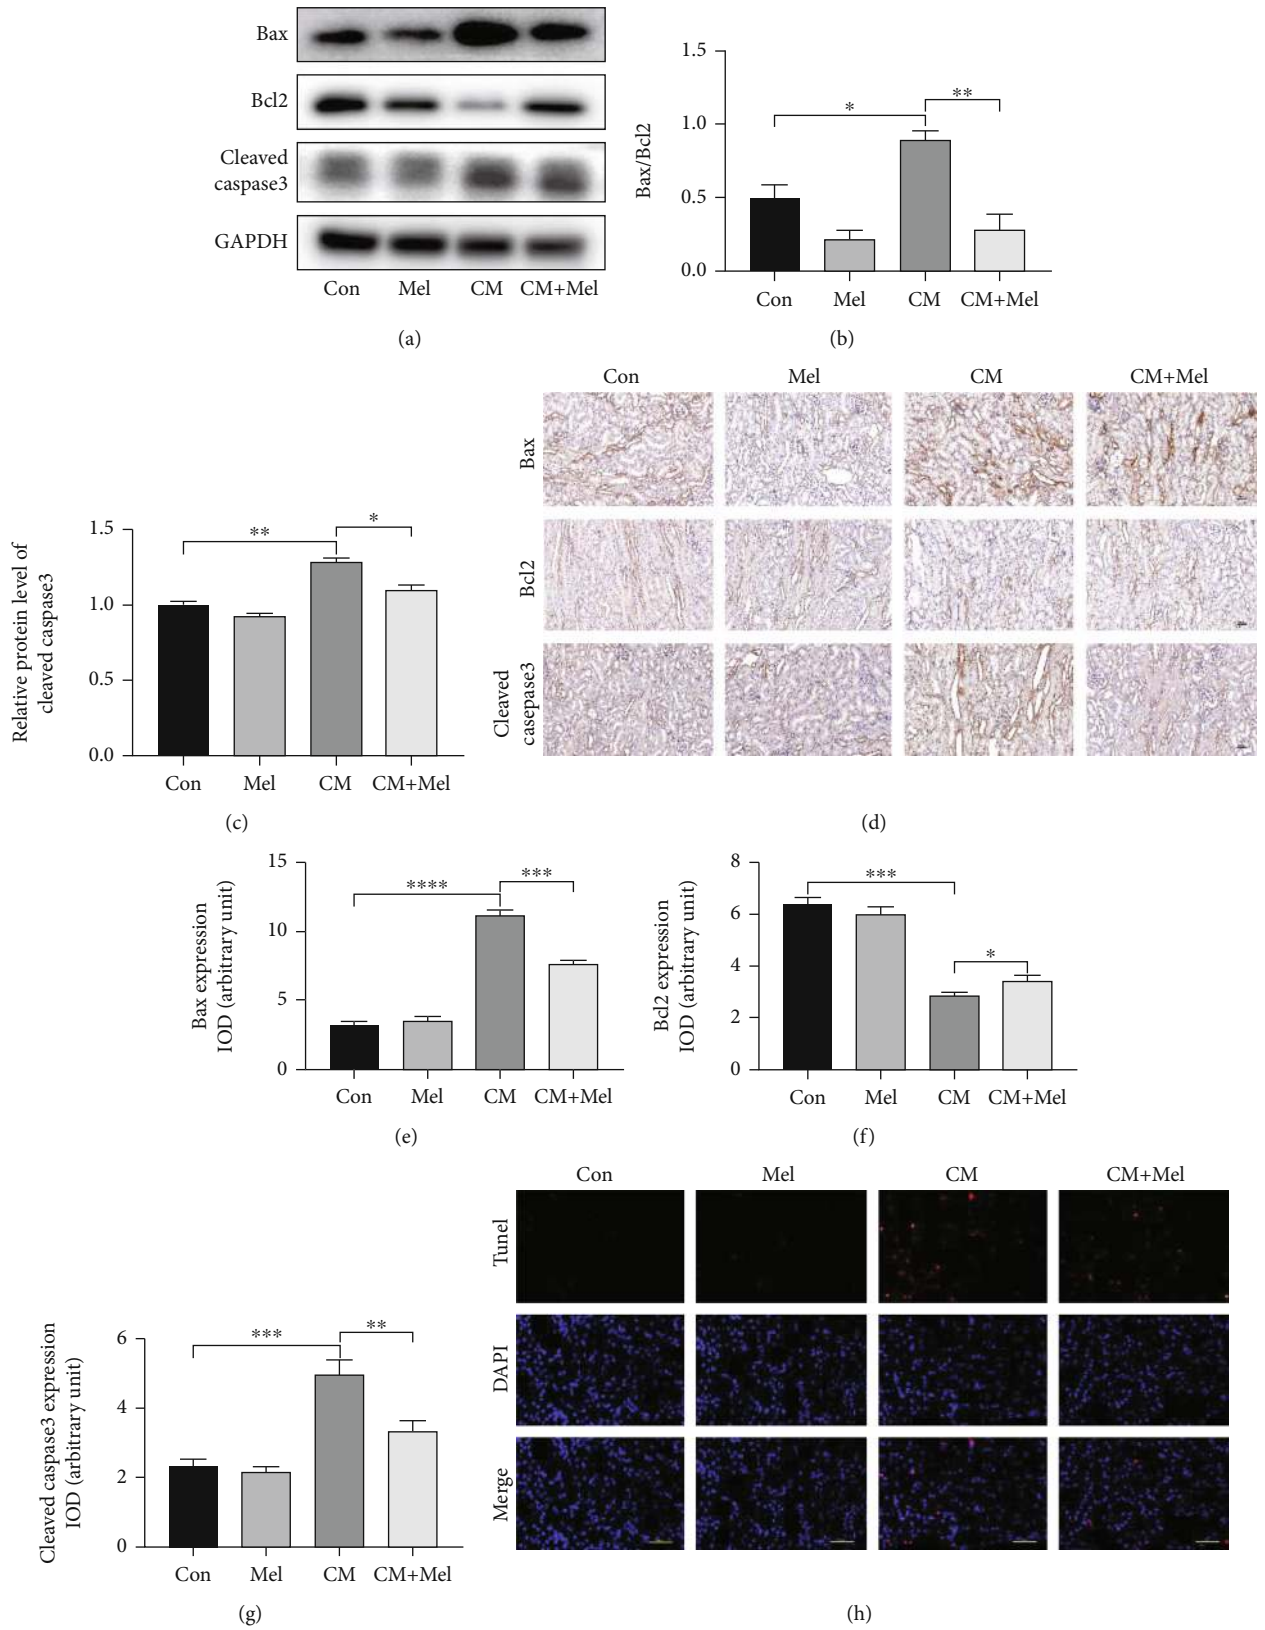 Bax
Bcl2
Cleaved
caspase3
GAPDH
Con Mel CM CM+Mel
(a)
Bax/Bcl2
1.5
1.0
0.5
0.0
* **
Con Mel CM CM+Mel
(b)
Relative protein level of
cleaved caspase3
1.5
1.0
0.5
0.0
** *
Con Mel CM CM+Mel
(c)
Con Mel CM CM+Mel
Bax
Bcl2
Cleaved
casepase3
(d)
Bax expression
IOD (arbitrary unit)
15
10
5
0
**** ***
Con Mel CM CM+Mel
(e)
Bcl2 expression
IOD (arbitrary unit)
8
6
4
2
0
*** *
Con Mel CM CM+Mel
(f)
Cleaved caspase3 expression
IOD (arbitrary unit)
6
4
2
0
*** **
Con Mel CM CM+Mel
(g)
Con Mel CM CM+Mel
Tunel
DAPI
Merge
(h)